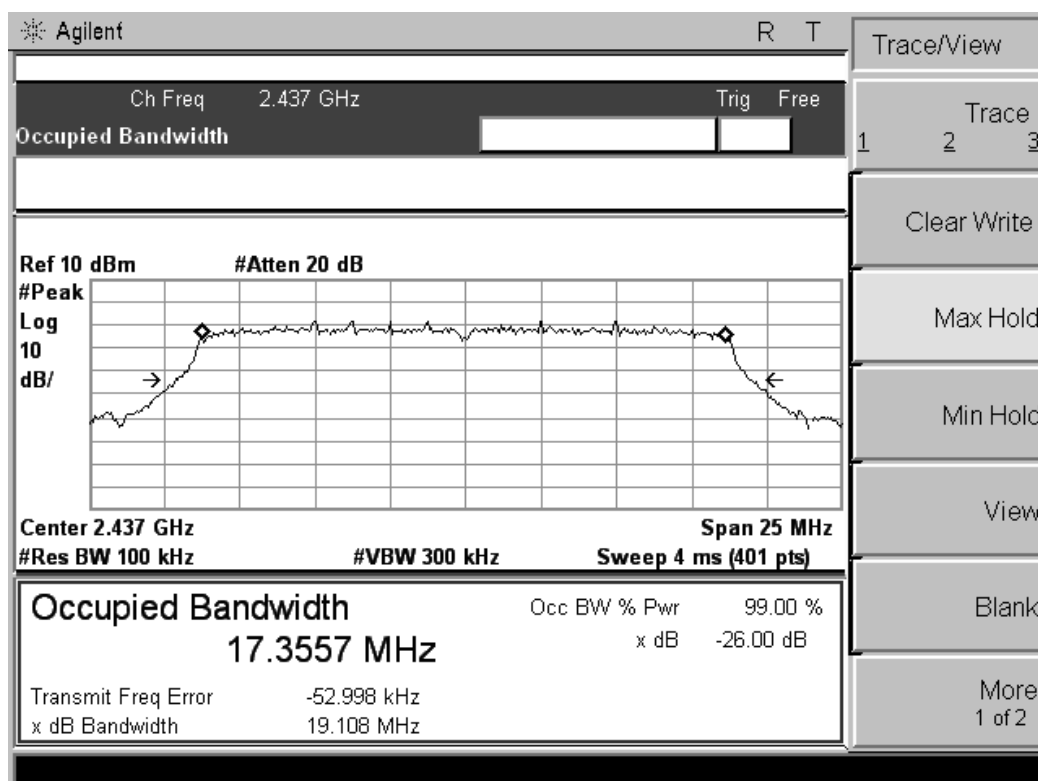 Agilent R T
Trace/View
Ch Freq 2.437 GHz Trig Free
Occupied Bandwidth
Trace
1 2 3
Clear Write
Ref 10 dBm #Atten 20 dB
#Peak
Log
10
dB/
Max Hold
Min Hold
Center 2.437 GHz Span 25 MHz
#Res BW 100 kHz #VBW 300 kHz Sweep 4 ms (401 pts)
View
Occupied Bandwidth
17.3557 MHz
Occ BW % Pwr 99.00 %
x dB -26.00 dB
Transmit Freq Error -52.998 kHz
x dB Bandwidth 19.108 MHz
Blank
More
1 of 2